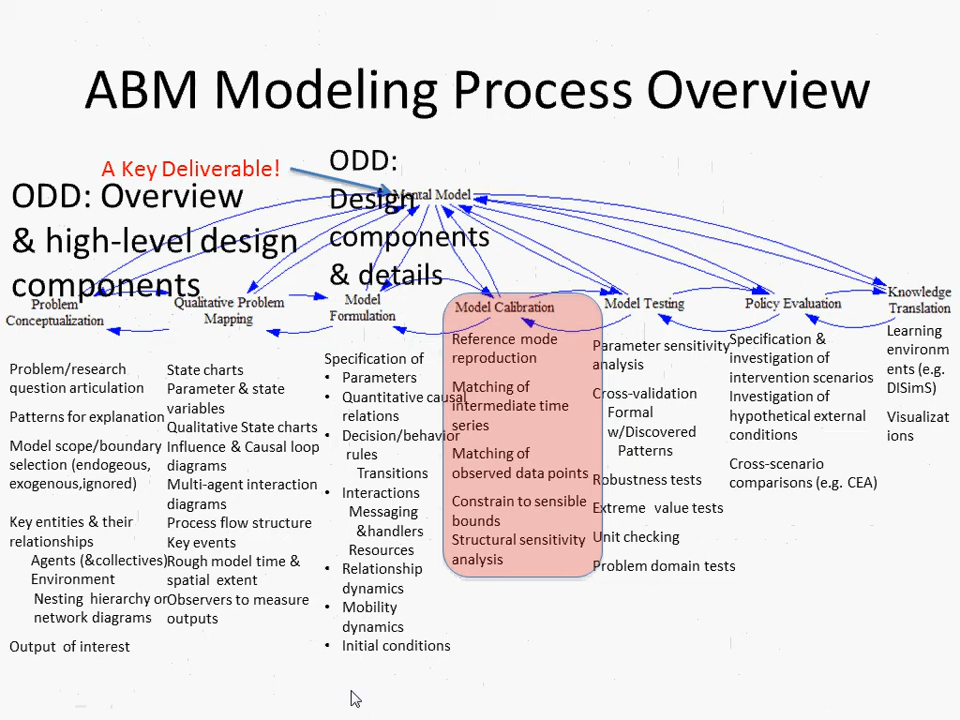 ABM Modeling Process Overview
A Key Deliverable!
ODD: Overview
& high-level design
components
ODD:
Design
components
& details
Mental Model
Problem
Conceptualization
Problem/research
question articulation
Patterns for explanation
Model scope/boundary
selection (endogeous,
exogenous,ignored)
Key entities & their
relationships
Agents (&collectives)
Environment
Nesting hierarchy or
network diagrams
Output of interest
Qualitative Problem
Mapping
State charts
Parameter & state
variables
Qualitative State charts
Influence & Causal loop
diagrams
Multi-agent interaction
diagrams
Process flow structure
Key events
Rough model time &
spatial extent
Observers to measure
outputs
Model
Formulation
Specification of
• Parameters
• Quantitative causal
relations
• Decision/behavior
rules
Transitions
• Interactions
Messaging
&handlers
Resources
• Relationship
dynamics
• Mobility
dynamics
• Initial conditions
Model Calibration
Reference mode
reproduction
Matching of
intermediate time
series
Matching of
observed data points
Constrain to sensible
bounds
Structural sensitivity
analysis
Model Testing
Parameter sensitivity
analysis
Cross-validation
Formal
w/Discovered
Patterns
Robustness tests
Extreme value tests
Unit checking
Problem domain tests
Policy Evaluation
Specification &
investigation of
intervention scenarios
Investigation of
hypothetical external
conditions
Cross-scenario
comparisons (e.g. CEA)
Knowledge
Translation
Learning
environm
ents (e.g.
DISimS)
Visualizat
ions